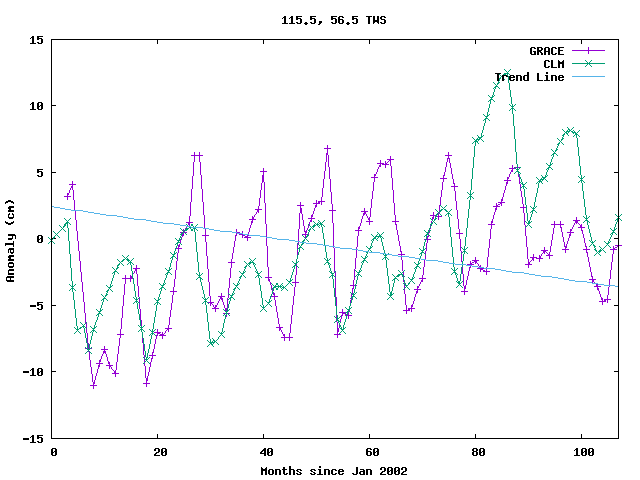 115.5, 56.5 TWS
GRACE
CLM
Trend Line
15
10
5
0
-5
-10
-15
Anomaly (cm)
0 20 40 60 80 100
Months since Jan 2002